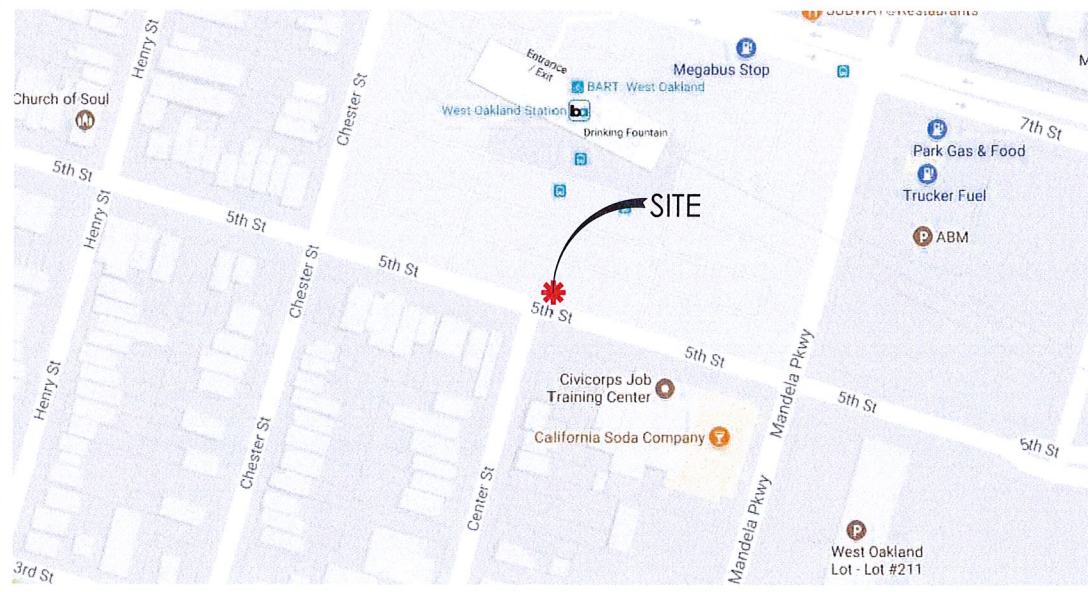 SUBWAY®Restaurants
Henry St
Entrance
/ Exit
Megabus Stop
M
BART: West Oakland
Church of Soul
West Oakland Station
ba
Chester St
Drinking Fountain
7th St
Park Gas & Food
5th St
Trucker Fuel
Henry St
5th St
SITE
ABM
5th St
Chester St
5th St
5th St
Civicorps Job
Training Center
Mandela Pkwy
5th St
Henry St
California Soda Company
5th St
Chester St
Center St
Mandela Pkwy
West Oakland
Lot - Lot #211
3rd St